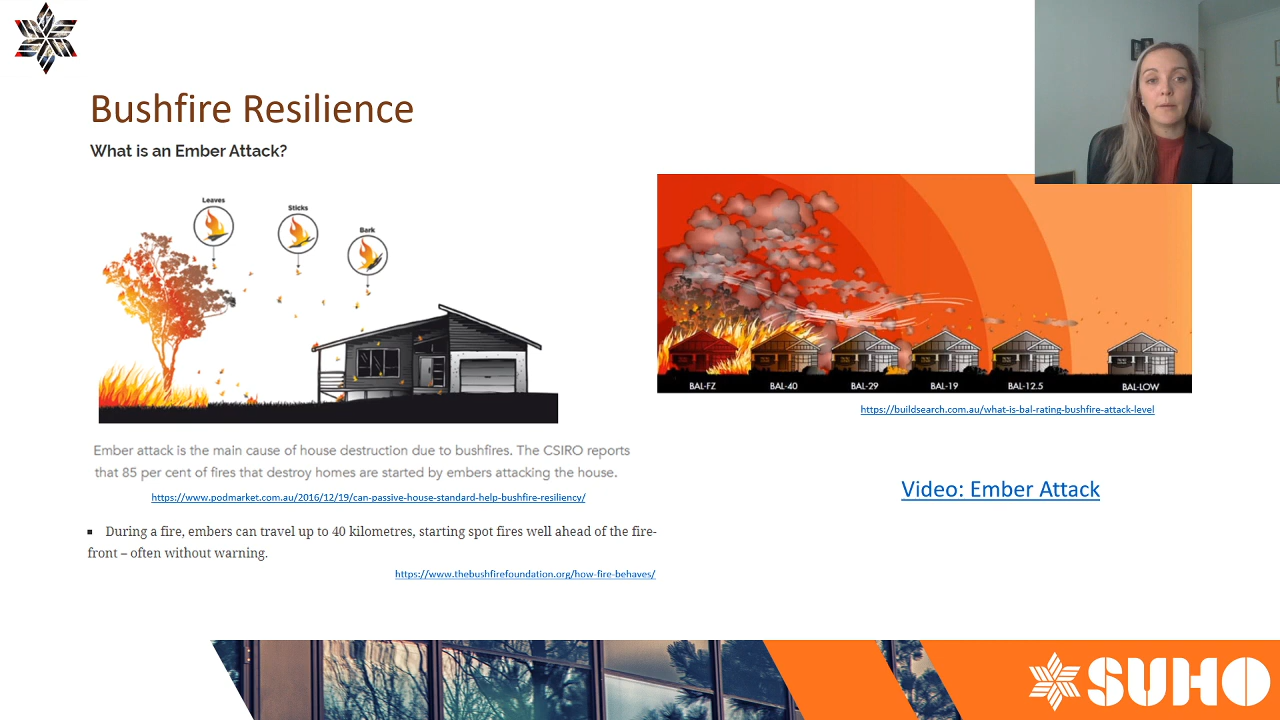 Bushfire Resilience
What is an Ember Attack?
Leaves
Sticks
Bark
BAL-FZ
BAL-40
BAL-29
BAL-19
BAL-12.5
BAL-LOW
https://buildsearch.com.au/what-is-bal-rating-bushfire-attack-level
Ember attack is the main cause of house destruction due to bushfires. The CSIRO reports
that 85 per cent of fires that destroy homes are started by embers attacking the house.
https://www.podmarket.com.au/2016/12/19/can-passive-house-standard-help-bushfire-resiliency/
Video: Ember Attack
▪ During a fire, embers can travel up to 40 kilometres, starting spot fires well ahead of the fire-
front – often without warning.
https://www.thebushfirefoundation.org/how-fire-behaves/
SUHO